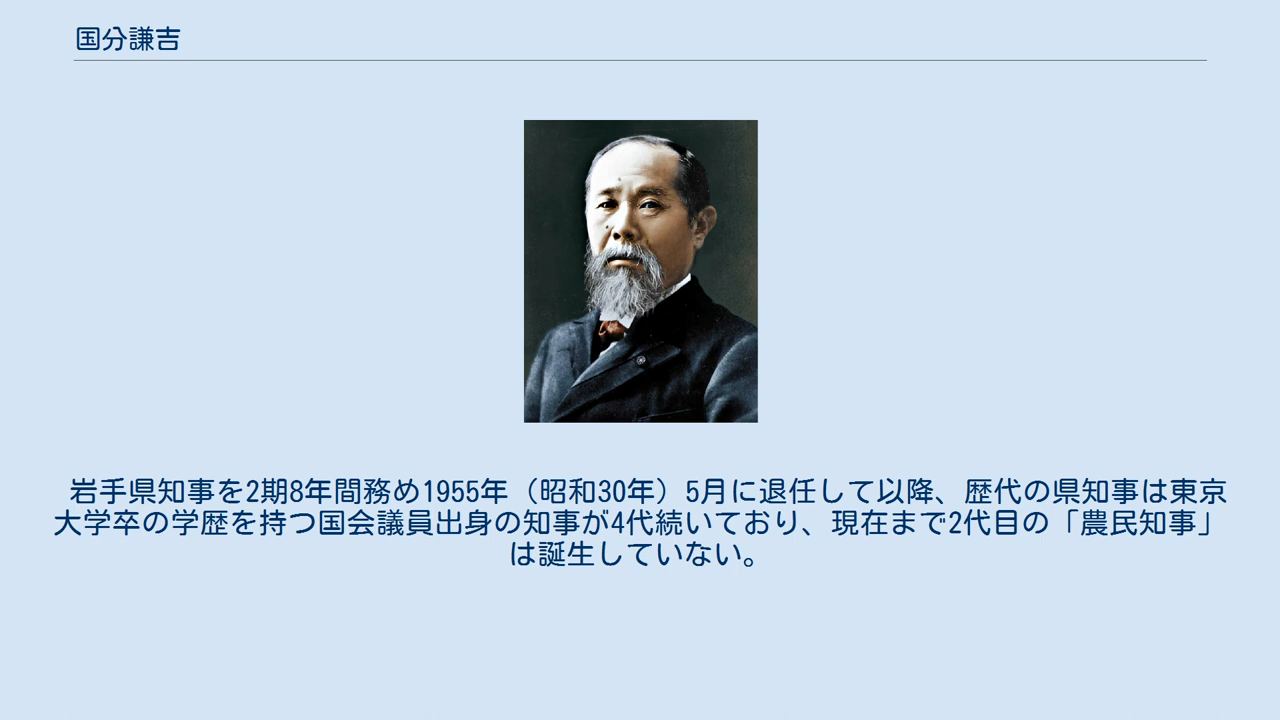 国分謙吉
岩手県知事を2期8年間務め1955年（昭和30年）5月に退任して以降、歴代の県知事は東京
大学卒の学歴を持つ国会議員出身の知事が4代続いており、現在まで2代目の「農民知事」
は誕生していない。